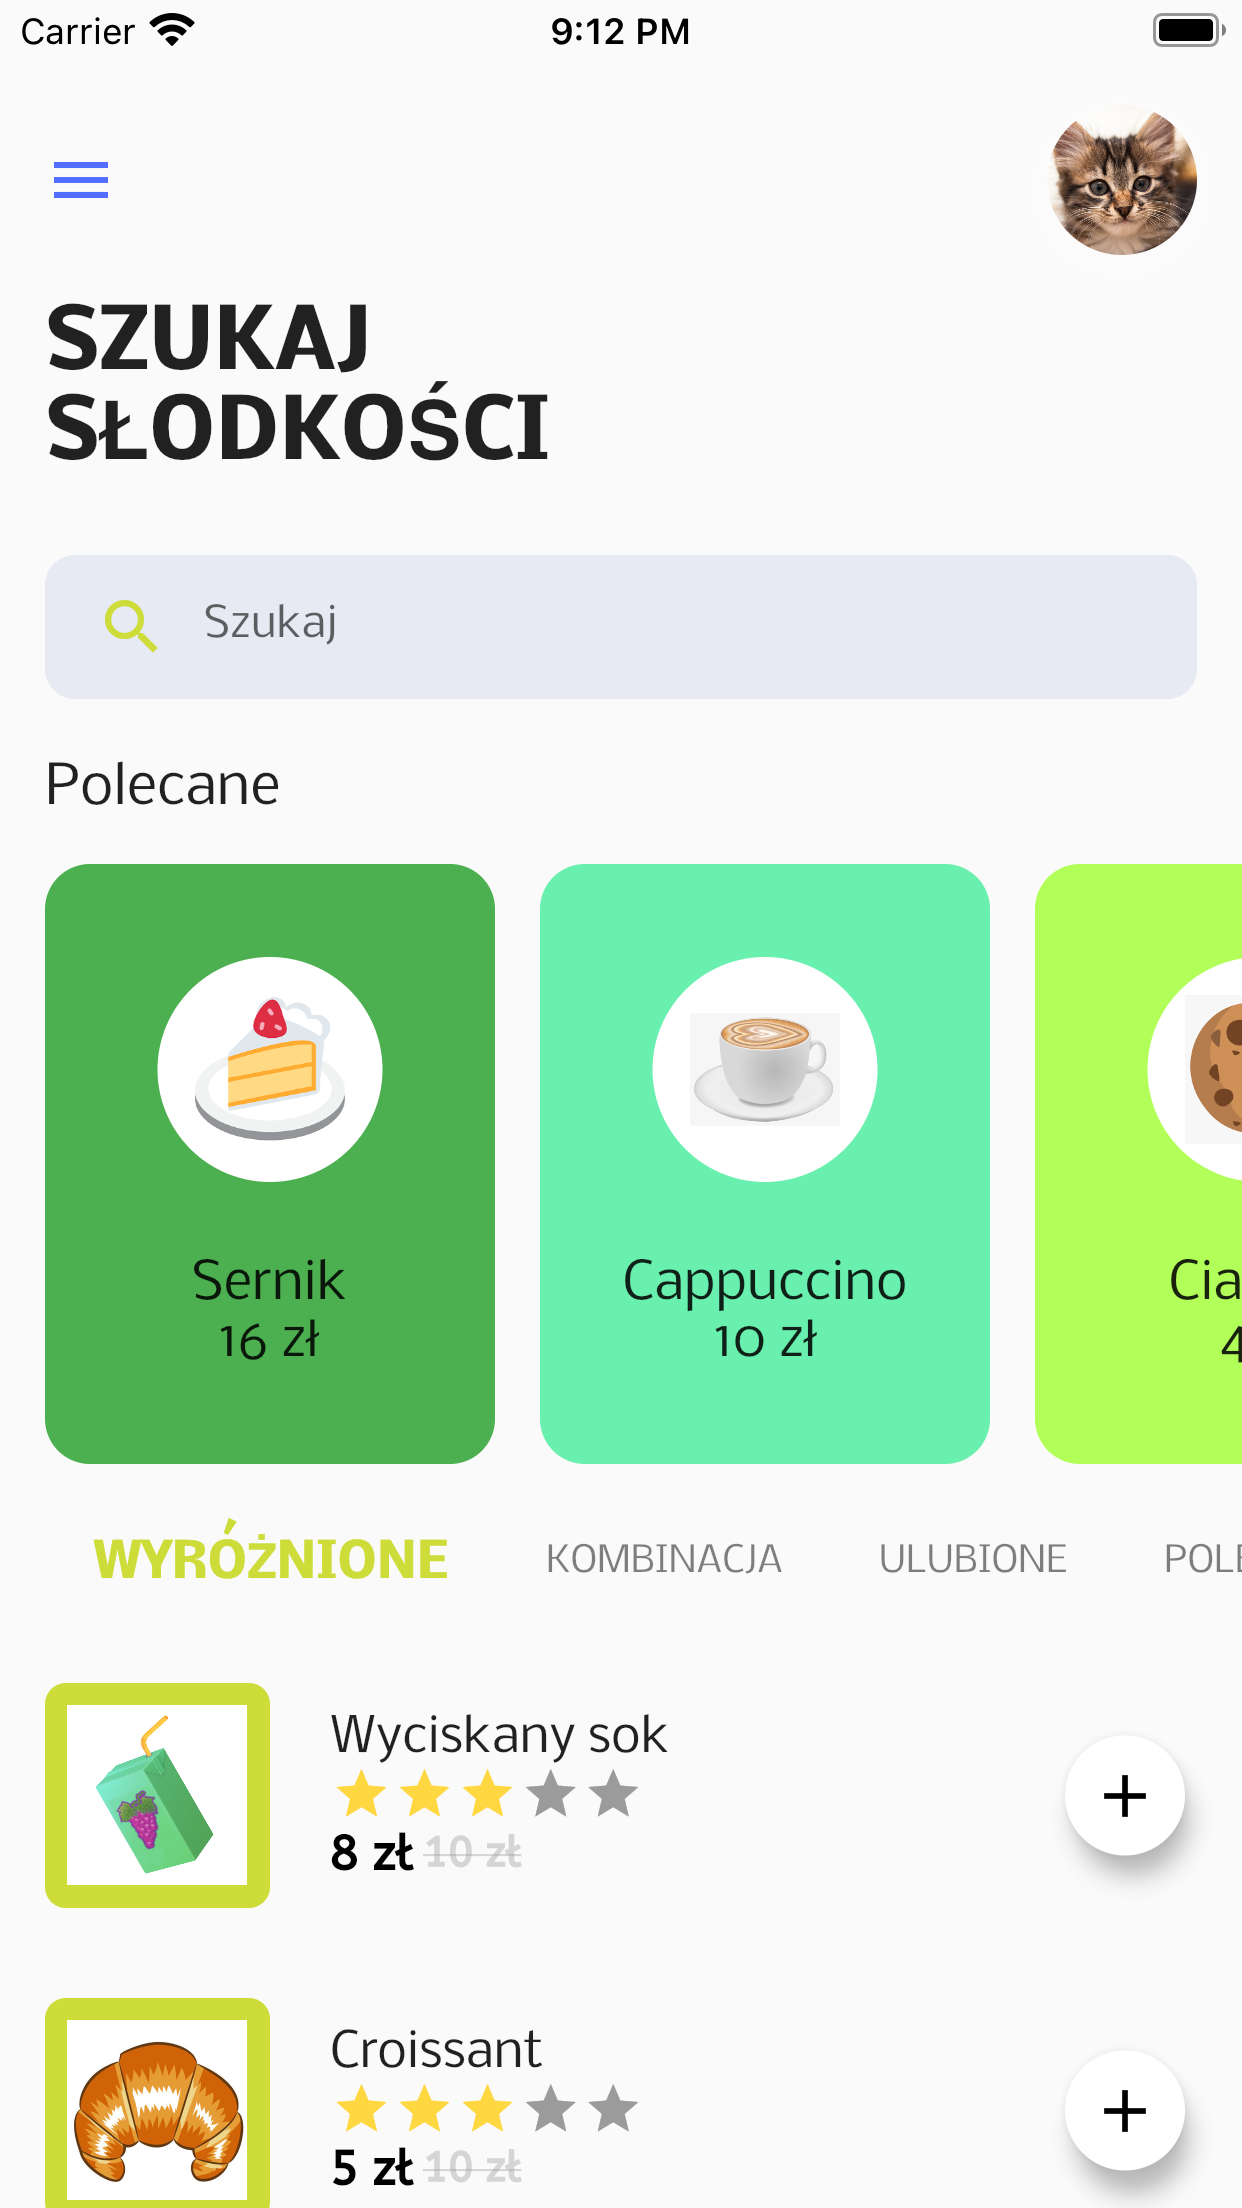 Carrier 9:12 PM
SZUKAJ
SŁODKOŚCI
Szukaj
Polecane
Sernik
16 zł
Cappuccino
10 zł
Cia
4
WYRÓŻNIONE KOMBINACJA ULUBIONE POLE
Wyciskany sok
8 zł 10 zł
Croissant
5 zł 10 zł